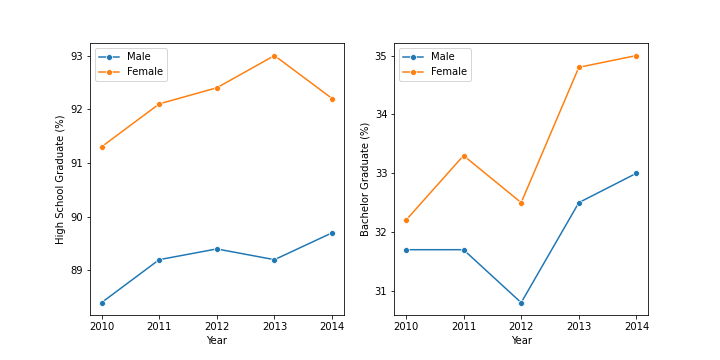 High School Graduate (%)
93
92
91
90
89
Male
Female
2010 2011 2012 2013 2014
Year
Bachelor Graduate (%)
35
34
33
32
31
Male
Female
2010 2011 2012 2013 2014
Year